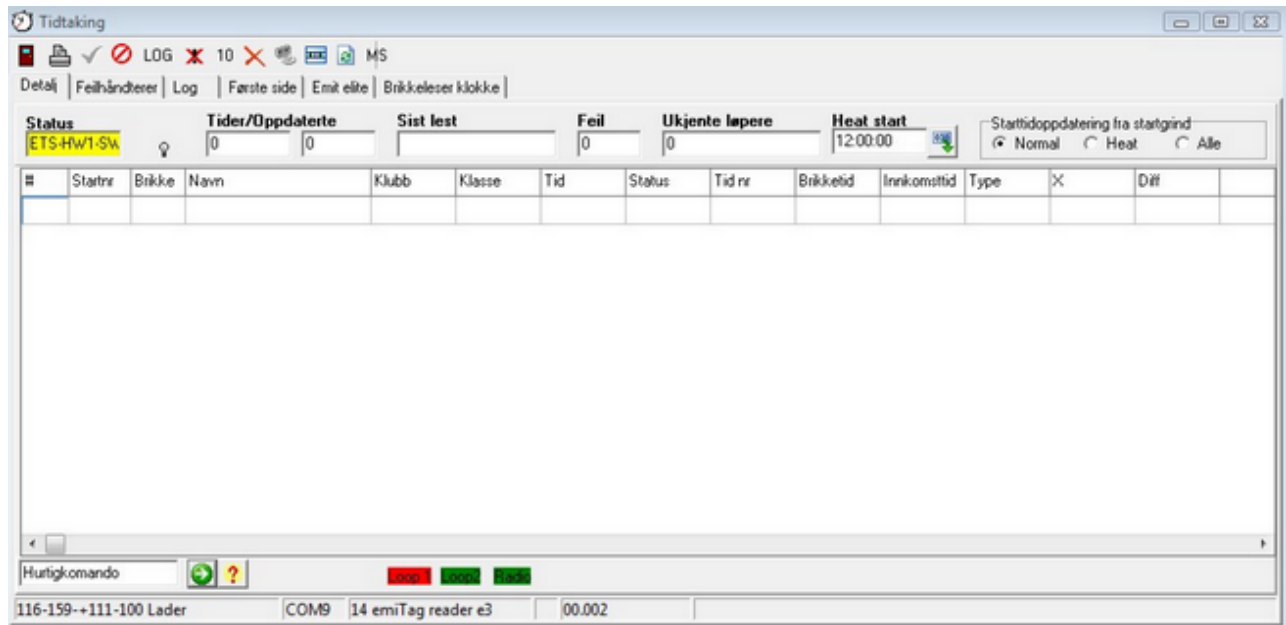 Tidtaking
LOG 10 MS
Detalj Feilhåndterer Log Første side Emit elite Brikkeleser klokke
Status Tider/Oppdaterte Sist lest Feil Ukjente løpere Heat start Starttidoppdatering fra startgrind
ETS-HW1-SW 0 0 0 0 12:00:00 Normal Heat Alle
# Startnr Brikke Navn Klubb Klasse Tid Status Tid nr Brikketid Innkomsttid Type X Diff
Hurtigkomando ? Loop 1 Loop2 Radio
116-159-+111-100 Lader COM9 14 emiTag reader e3 00.002